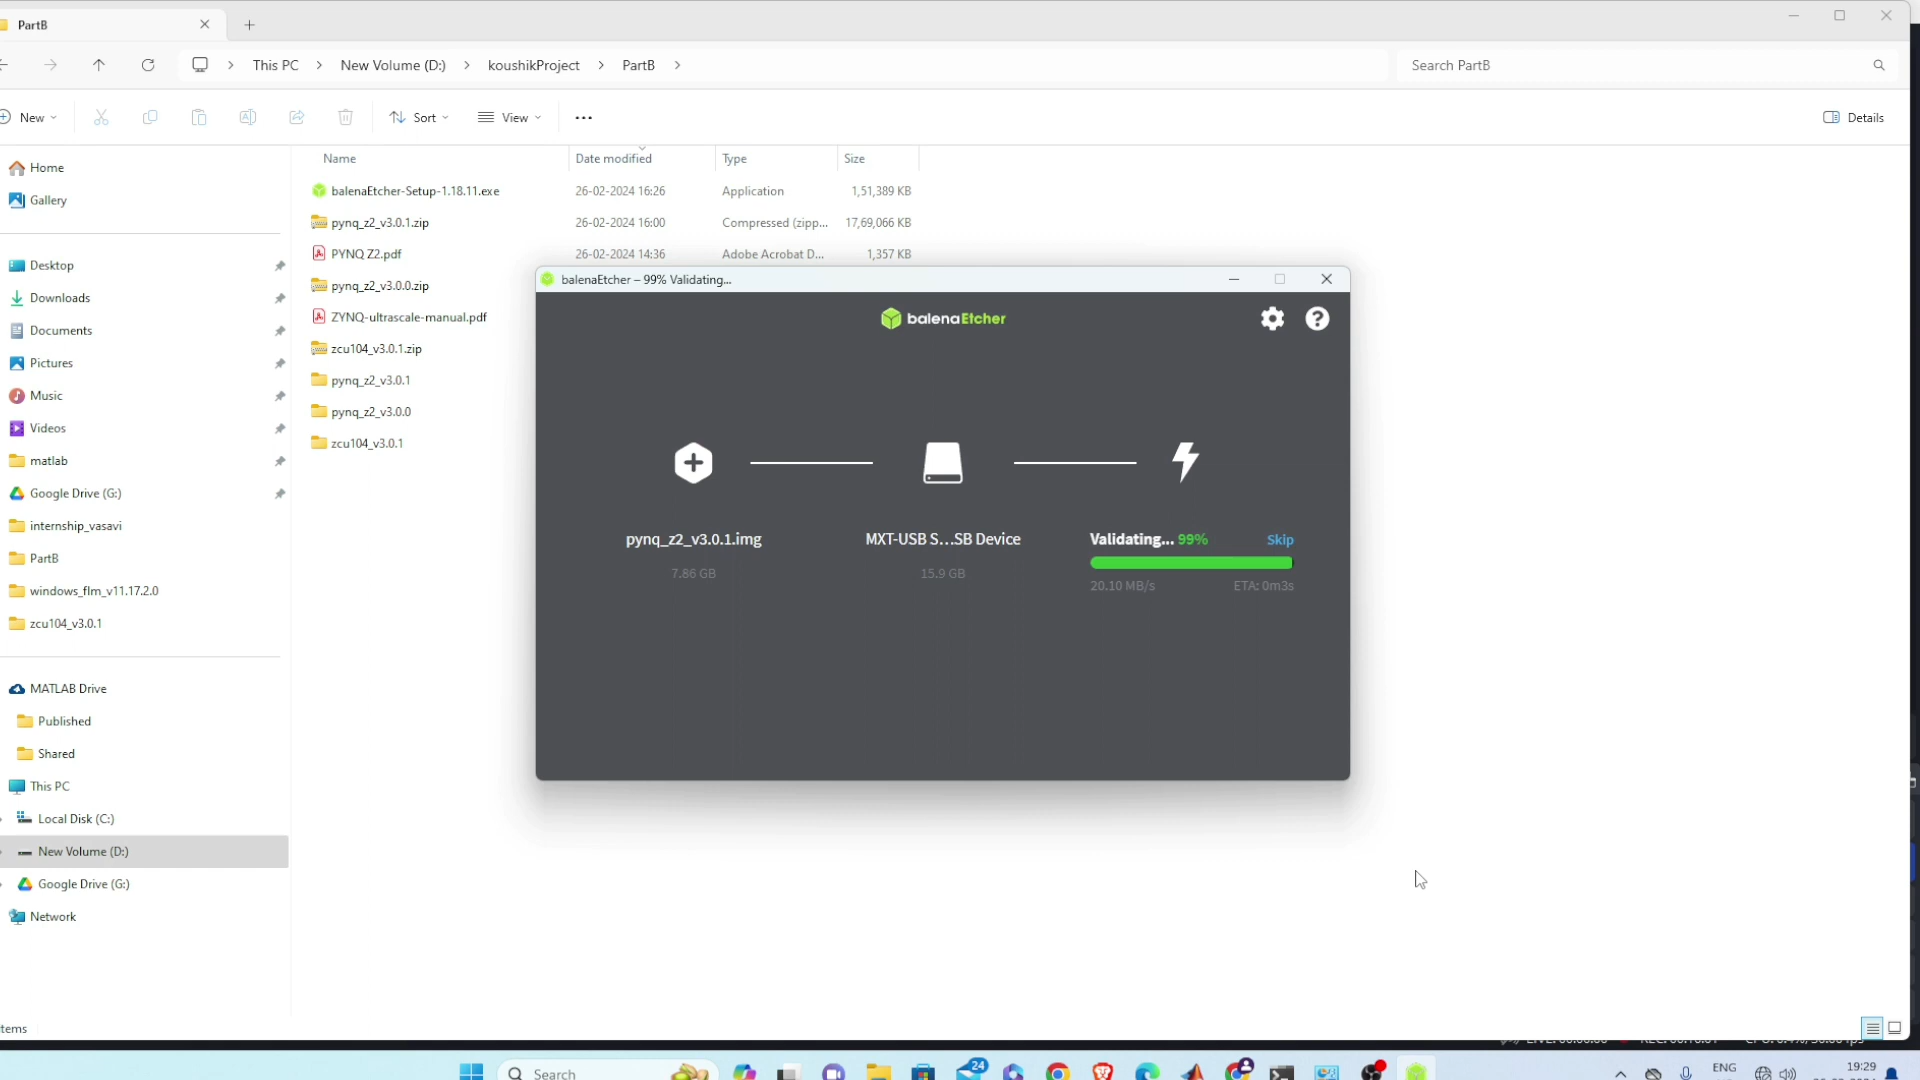 PartB
This PC > New Volume (D:) > koushikProject > PartB >
Search PartB
New
Sort
View
Details
Name Date modified Type Size
balenaEtcher-Setup-1.18.11.exe 26-02-2024 16:26 Application 1,51,389 KB
pynq_z2_v3.0.1.zip 26-02-2024 16:00 Compressed (zipp... 17,69,066 KB
PYNQ Z2.pdf 26-02-2024 14:36 Adobe Acrobat D... 1,357 KB
pynq_z2_v3.0.0.zip
ZYNQ-ultrascale-manual.pdf
zcu104_v3.0.1.zip
pynq_z2_v3.0.1
pynq_z2_v3.0.0
zcu104_v3.0.1
Home
Gallery
Desktop
Downloads
Documents
Pictures
Music
Videos
matlab
Google Drive (G:)
internship_vasavi
PartB
windows_flm_v11.17.2.0
zcu104_v3.0.1
MATLAB Drive
Published
Shared
This PC
Local Disk (C:)
New Volume (D:)
Google Drive (G:)
Network
tems
balenaEtcher – 99% Validating...
balenaEtcher
pynq_z2_v3.0.1.img
7.86 GB
MXT-USB S...SB Device
15.9 GB
Validating... 99% Skip
20.10 MB/s ETA: 0m3s
Search
24
ENG
19:29